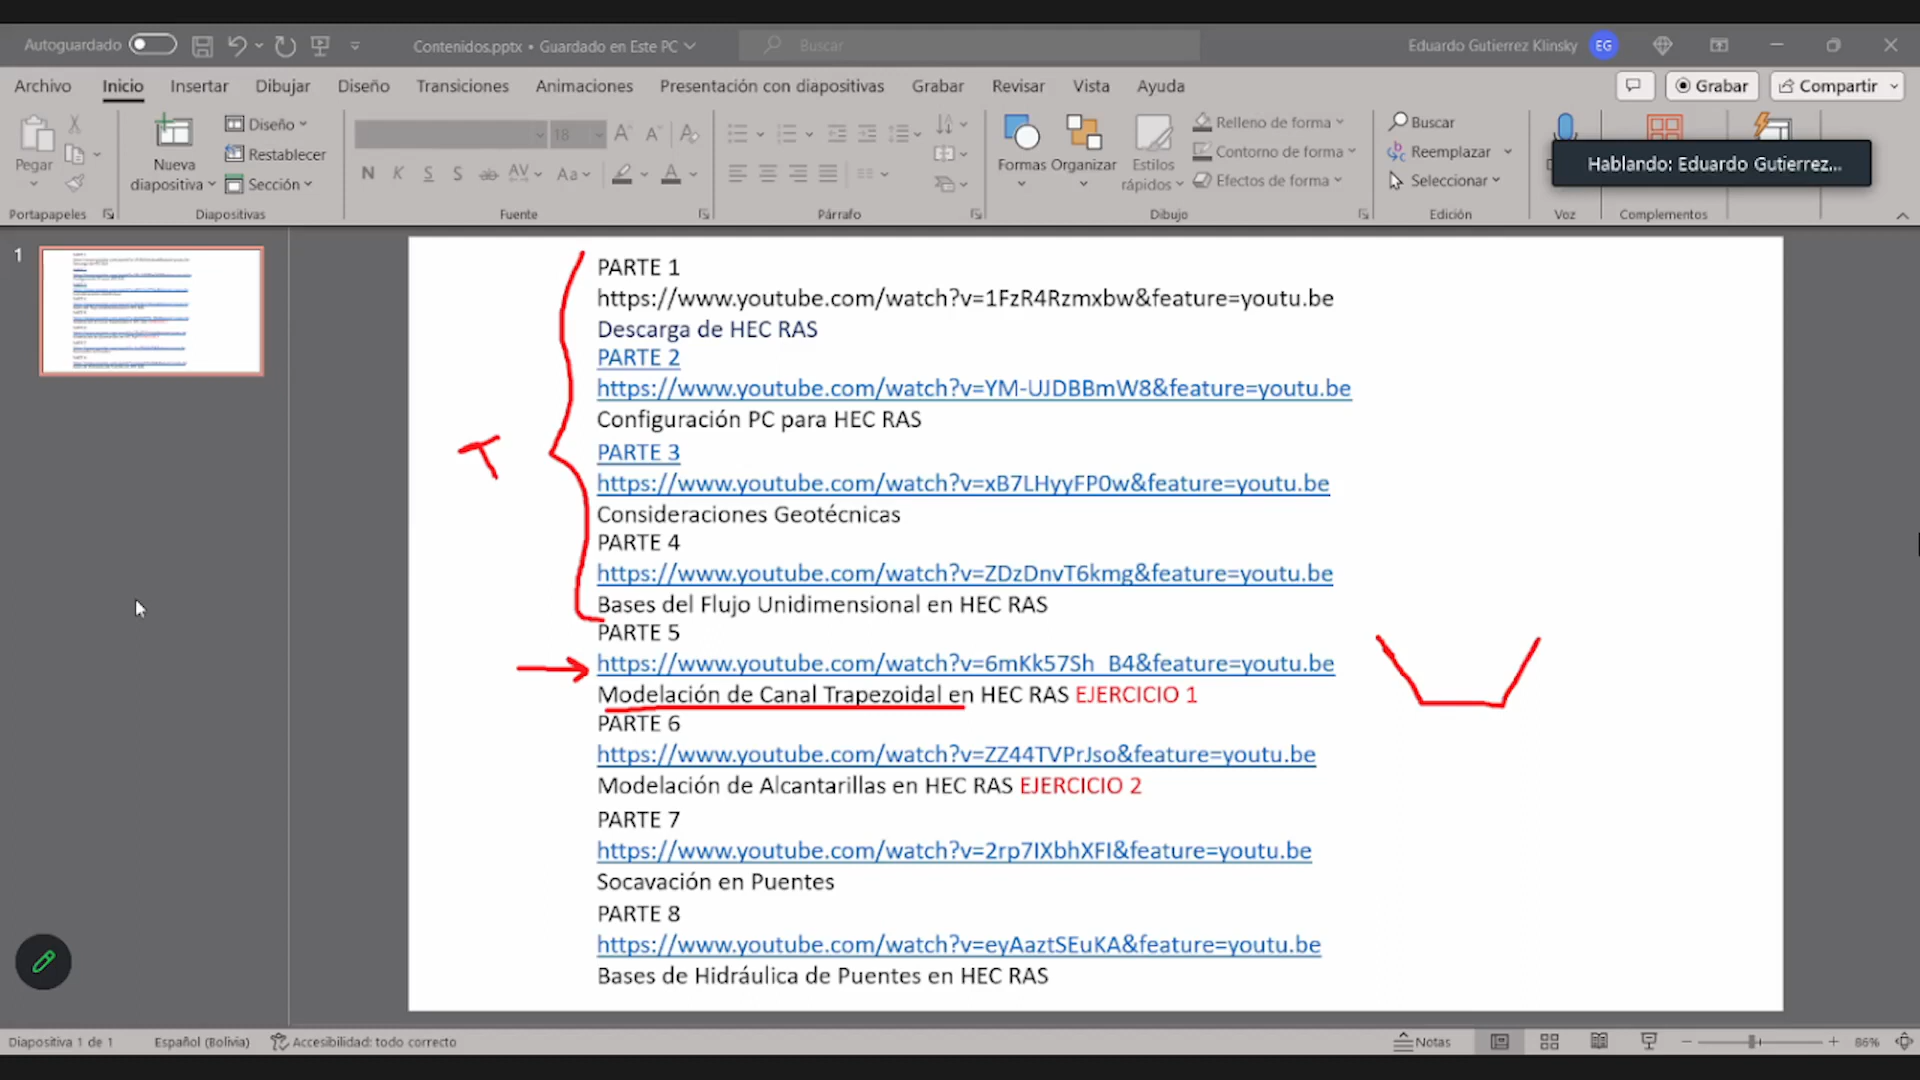 Autoguardado
Contenidos.pptx • Guardado en Este PC
Buscar
Eduardo Gutierrez Klinsky
EG
Archivo
Inicio
Insertar
Dibujar
Diseño
Transiciones
Animaciones
Presentación con diapositivas
Grabar
Revisar
Vista
Ayuda
Grabar
Compartir
Pegar
Nueva
diapositiva
Diseño
Restablecer
Sección
18
N K S S ab AV Aa A
Formas
Organizar
Estilos
rápidos
Relleno de forma
Contorno de forma
Efectos de forma
Buscar
Reemplazar
Seleccionar
Hablando: Eduardo Gutierrez...
Portapapeles
Diapositivas
Fuente
Párrafo
Dibujo
Edición
Voz
Complementos
1
PARTE 1
https://www.youtube.com/watch?v=1FzR4Rzmxbw&feature=youtu.be
Descarga de HEC RAS
PARTE 2
https://www.youtube.com/watch?v=YM-UJDBBmW8&feature=youtu.be
Configuración PC para HEC RAS
PARTE 3
https://www.youtube.com/watch?v=xB7LHyyFP0w&feature=youtu.be
Consideraciones Geotécnicas
PARTE 4
https://www.youtube.com/watch?v=ZDzDnvT6kmg&feature=youtu.be
Bases del Flujo Unidimensional en HEC RAS
T
PARTE 5
https://www.youtube.com/watch?v=6mKk57Sh_B4&feature=youtu.be
Modelación de Canal Trapezoidal en HEC RAS EJERCICIO 1
PARTE 6
https://www.youtube.com/watch?v=ZZ44TVPrJso&feature=youtu.be
Modelación de Alcantarillas en HEC RAS EJERCICIO 2
PARTE 7
https://www.youtube.com/watch?v=2rp7IXbhXFI&feature=youtu.be
Socavación en Puentes
PARTE 8
https://www.youtube.com/watch?v=eyAaztSEuKA&feature=youtu.be
Bases de Hidráulica de Puentes en HEC RAS
Diapositiva 1 de 1
Español (Bolivia)
Accesibilidad: todo correcto
Notas
86%